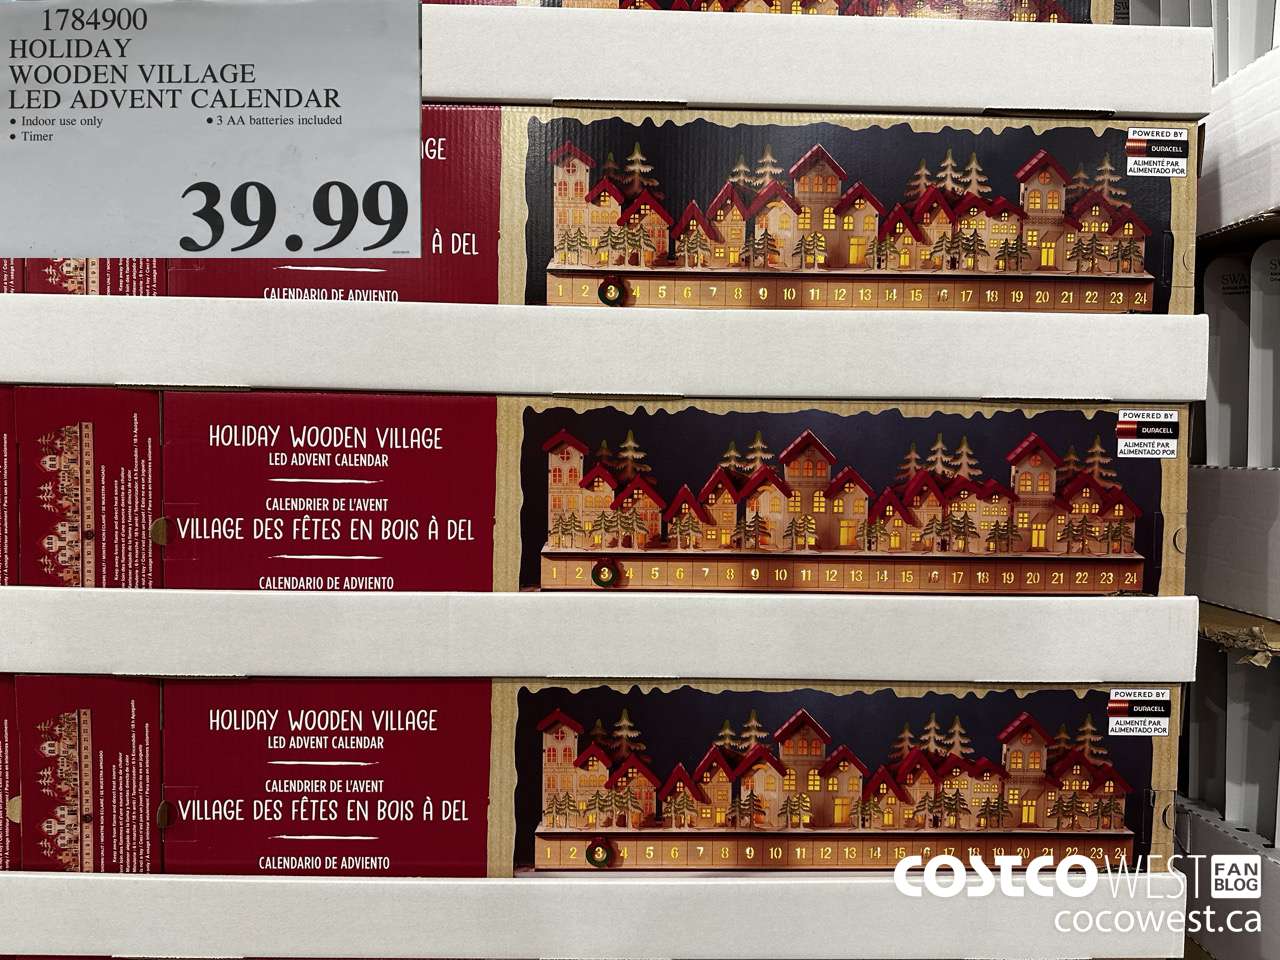 1784900
HOLIDAY
WOODEN VILLAGE
LED ADVENT CALENDAR
• Indoor use only
• 3 AA batteries included
• Timer
39.99
GE
À DEL
CALENDARIO DE ADVIENTO
POWERED BY
DURACELL
ALIMENTÉ PAR
ALIMENTADO POR
1 2 3 4 5 6 7 8 9 10 11 12 13 14 15 16 17 18 19 20 21 22 23 24
HOLIDAY WOODEN VILLAGE
LED ADVENT CALENDAR
CALENDRIER DE L'AVENT
VILLAGE DES FÊTES EN BOIS À DEL
CALENDARIO DE ADVIENTO
POWERED BY
DURACELL
ALIMENTÉ PAR
ALIMENTADO POR
1 2 3 4 5 6 7 8 9 10 11 12 13 14 15 16 17 18 19 20 21 22 23 24
HOLIDAY WOODEN VILLAGE
LED ADVENT CALENDAR
CALENDRIER DE L'AVENT
VILLAGE DES FÊTES EN BOIS À DEL
CALENDARIO DE ADVIENTO
POWERED BY
DURACELL
ALIMENTÉ PAR
ALIMENTADO POR
1 2 3 4 5 6 7 8 9 10 11 12 13 14 15 16 17 18 19 20 21 22 23 24
COSTCO WEST FAN BLOG
cocowest.ca